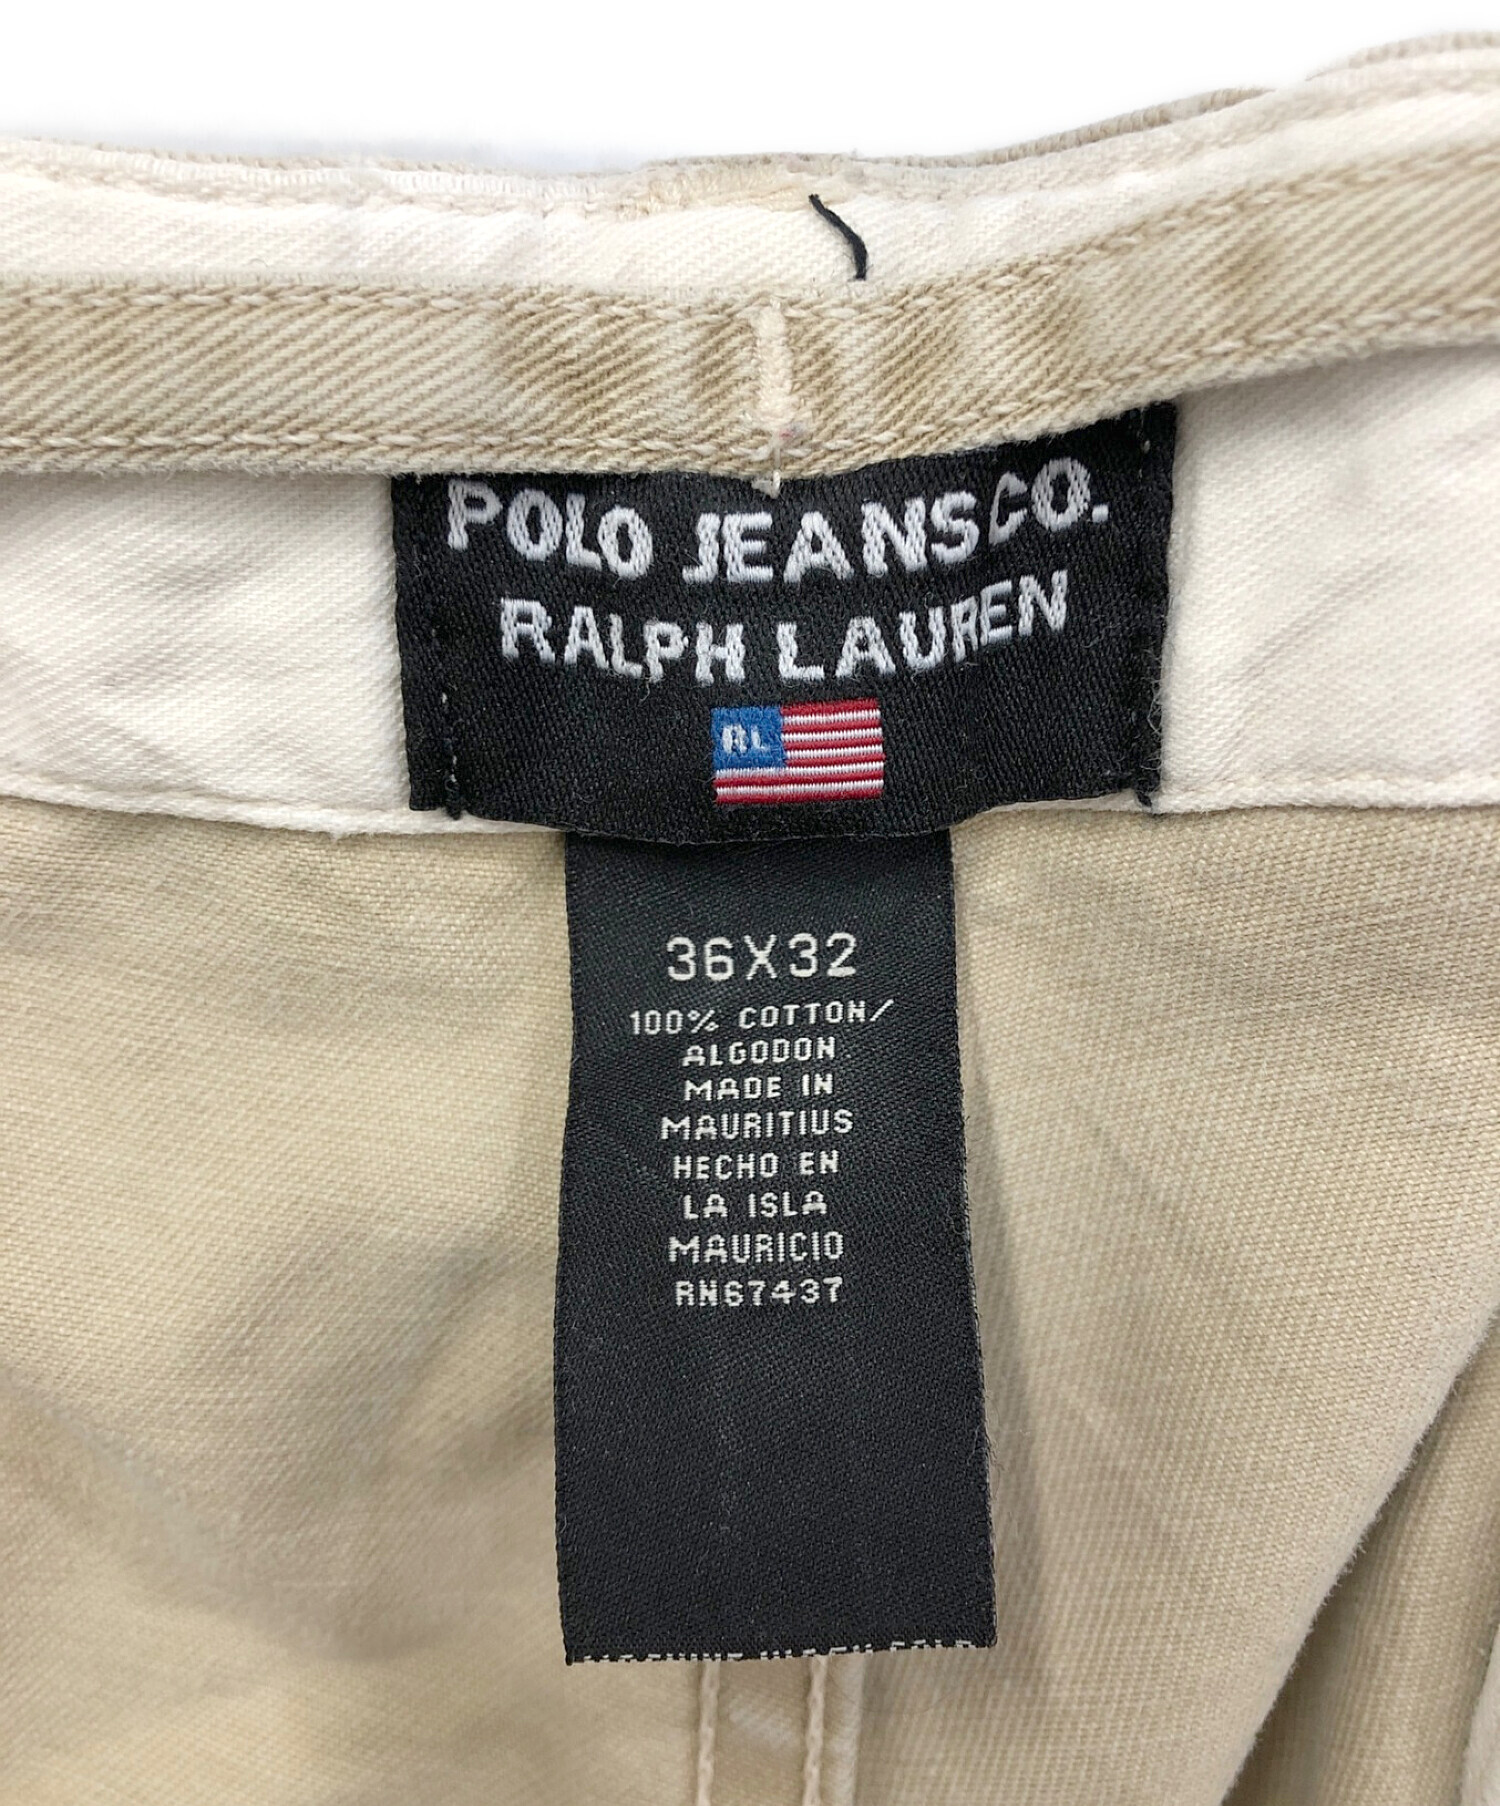 POLO JEANS CO.
RALPH LAUREN
RL
36X32
100% COTTON/
ALGODON
MADE IN
MAURITIUS
HECHO EN
LA ISLA
MAURICIO
RN67437